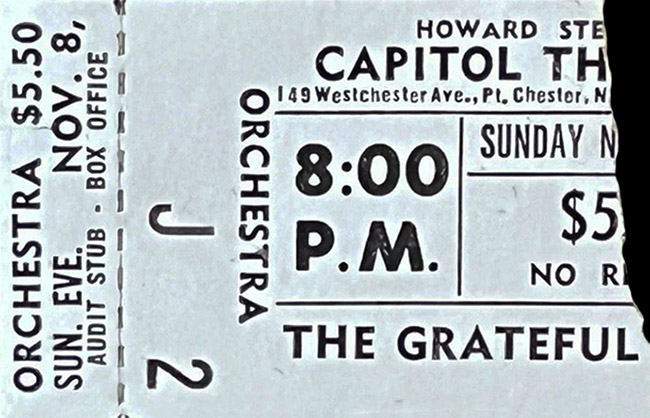 ORCHESTRA $5.50
SUN. EVE. NOV. 8,
AUDIT STUB - BOX OFFICE
J 2
ORCHESTRA
HOWARD STE
CAPITOL TH
149 Westchester Ave., Pt. Chester, N
8:00
P.M.
SUNDAY N
$5
NO R
THE GRATEFUL